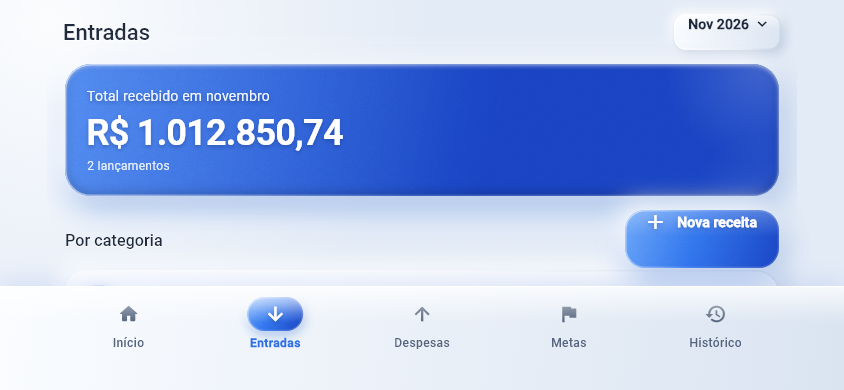 Entradas
Nov 2026
Total recebido em novembro
R$ 1.012.850,74
2 lançamentos
Por categoria
Nova receita
Início
Entradas
Despesas
Metas
Histórico